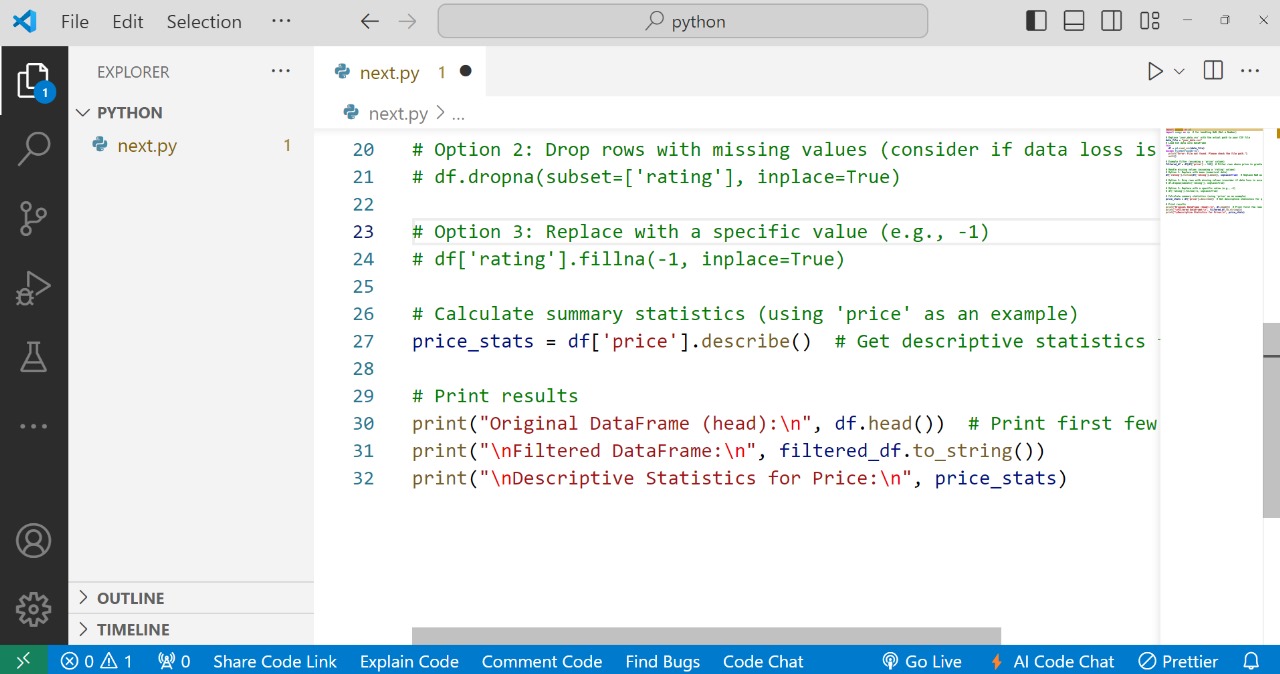 File Edit Selection ··· python
EXPLORER ···
next.py 1
PYTHON
next.py 1
next.py > ...
20 # Option 2: Drop rows with missing values (consider if data loss is
21 # df.dropna(subset=['rating'], inplace=True)
22
23 # Option 3: Replace with a specific value (e.g., -1)
24 # df['rating'].fillna(-1, inplace=True)
25
26 # Calculate summary statistics (using 'price' as an example)
27 price_stats = df['price'].describe()  # Get descriptive statistics
28
29 # Print results
30 print("Original DataFrame (head):\n", df.head())  # Print first few
31 print("\nFiltered DataFrame:\n", filtered_df.to_string())
32 print("\nDescriptive Statistics for Price:\n", price_stats)
OUTLINE
TIMELINE
1
0 1 0 Share Code Link Explain Code Comment Code Find Bugs Code Chat Go Live AI Code Chat Prettier